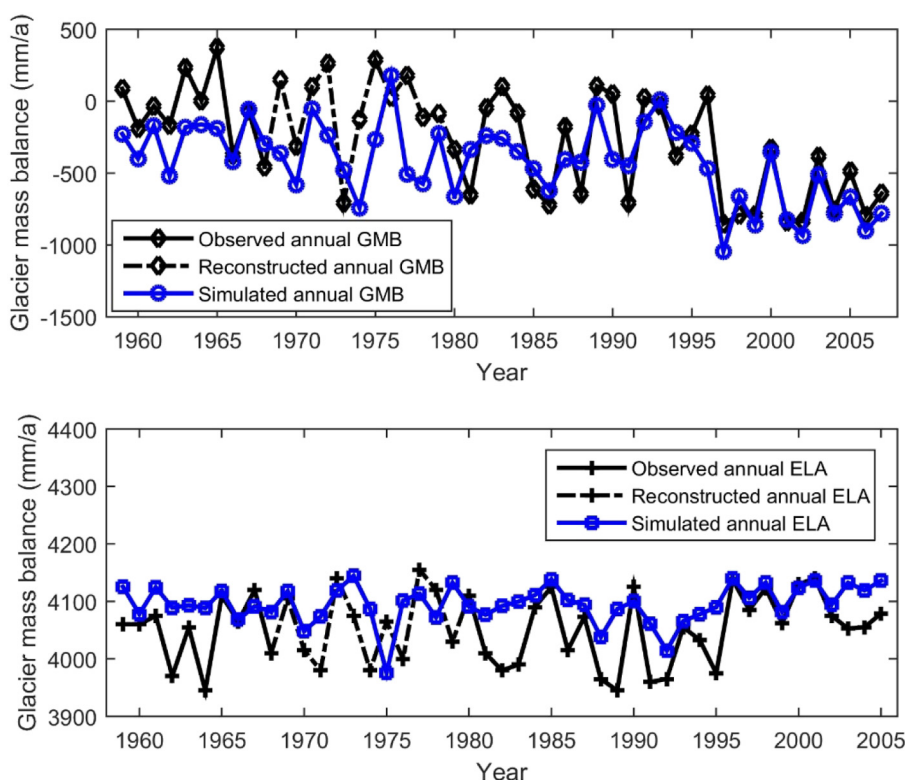 Glacier mass balance (mm/a)
500
0
-500
-1000
-1500
Observed annual GMB
Reconstructed annual GMB
Simulated annual GMB
1960 1965 1970 1975 1980 1985 1990 1995 2000 2005
Year
Glacier mass balance (mm/a)
4400
4300
4200
4100
4000
3900
Observed annual ELA
Reconstructed annual ELA
Simulated annual ELA
1960 1965 1970 1975 1980 1985 1990 1995 2000 2005
Year